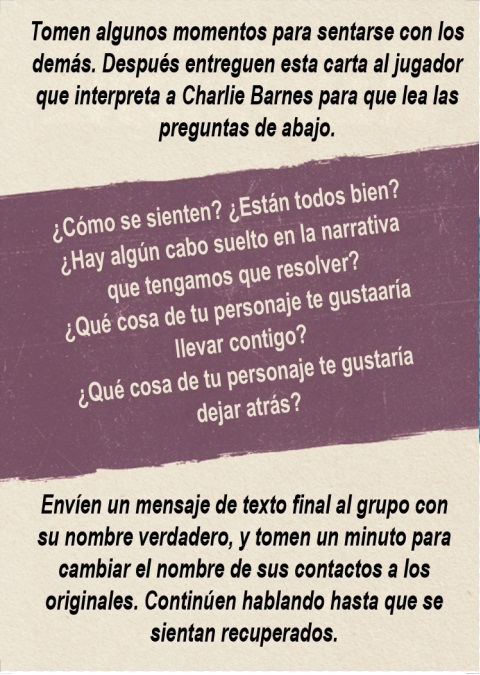 Tomen algunos momentos para sentarse con los
demás. Después entreguen esta carta al jugador
que interpreta a Charlie Barnes para que lea las
preguntas de abajo.
¿Cómo se sienten? ¿Están todos bien?
¿Hay algún cabo suelto en la narrativa
que tengamos que resolver?
¿Qué cosa de tu personaje te gustaaría
llevar contigo?
¿Qué cosa de tu personaje te gustaría
dejar atrás?
Envíen un mensaje de texto final al grupo con
su nombre verdadero, y tomen un minuto para
cambiar el nombre de sus contactos a los
originales. Continúen hablando hasta que se
sientan recuperados.